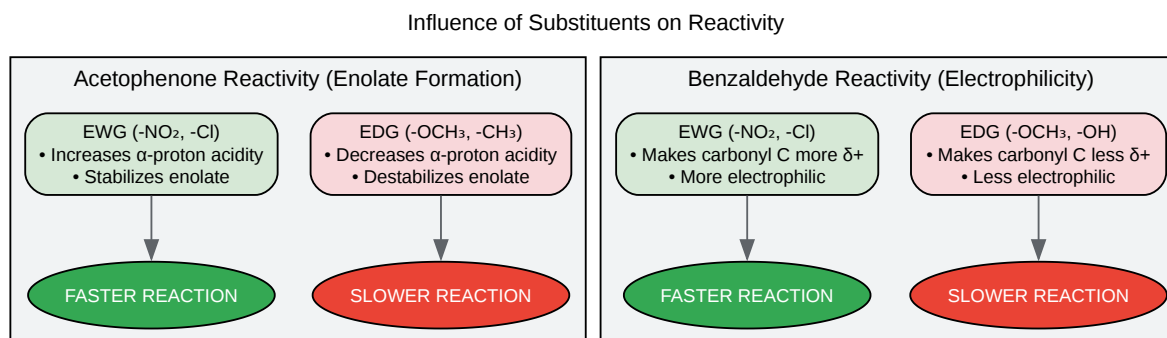 Influence of Substituents on Reactivity
Acetophenone Reactivity (Enolate Formation)
EWG (-NO₂, -Cl)
• Increases α-proton acidity
• Stabilizes enolate
EDG (-OCH₃, -CH₃)
• Decreases α-proton acidity
• Destabilizes enolate
FASTER REACTION
SLOWER REACTION
Benzaldehyde Reactivity (Electrophilicity)
EWG (-NO₂, -Cl)
• Makes carbonyl C more δ+
• More electrophilic
EDG (-OCH₃, -OH)
• Makes carbonyl C less δ+
• Less electrophilic
FASTER REACTION
SLOWER REACTION